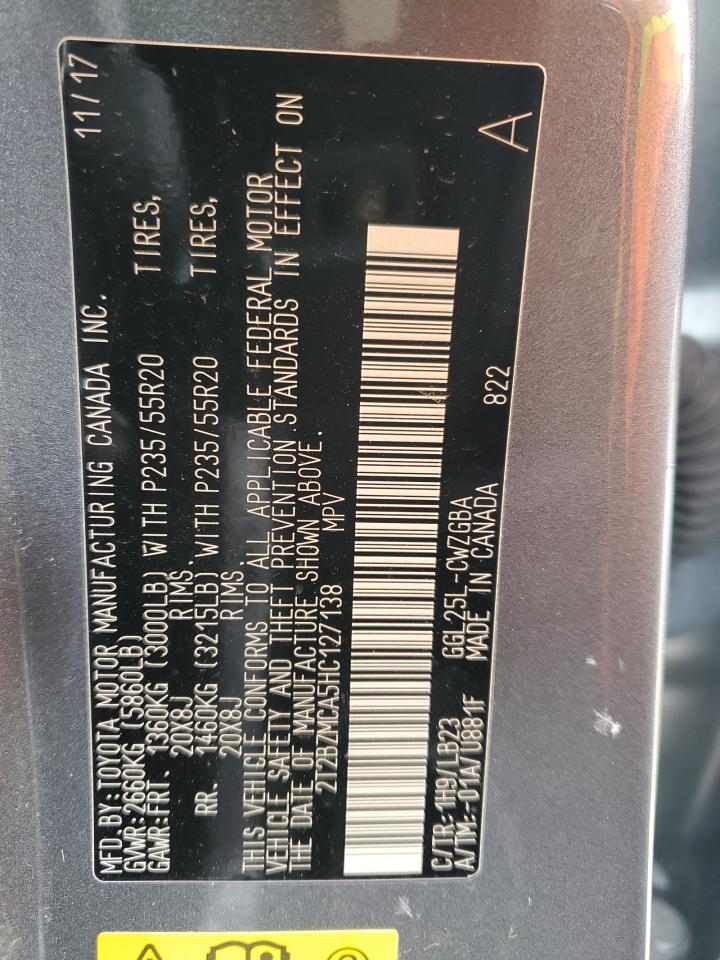 MFD.BY:TOYOTA MOTOR MANUFACTURING CANADA INC. 11/17
GVWR:2660KG (5860LB)
GAWR:FRT. 1360KG (3000LB) WITH P235/55R20 TIRES,
20X8J RIMS.
RR. 1460KG (3215LB) WITH P235/55R20 TIRES,
20X8J RIMS
THIS VEHICLE CONFORMS TO ALL APPLICABLE FEDERAL MOTOR
VEHICLE SAFETY AND THEFT PREVENTION STANDARDS IN EFFECT ON
THE DATE OF MANUFACTURE SHOWN ABOVE.
2T2BZMCA5HC127138 MPV
C/TR:1H9/LB23 GGL25L-CWZGBA
A/TM:-01A/U881F MADE IN CANADA 822 A